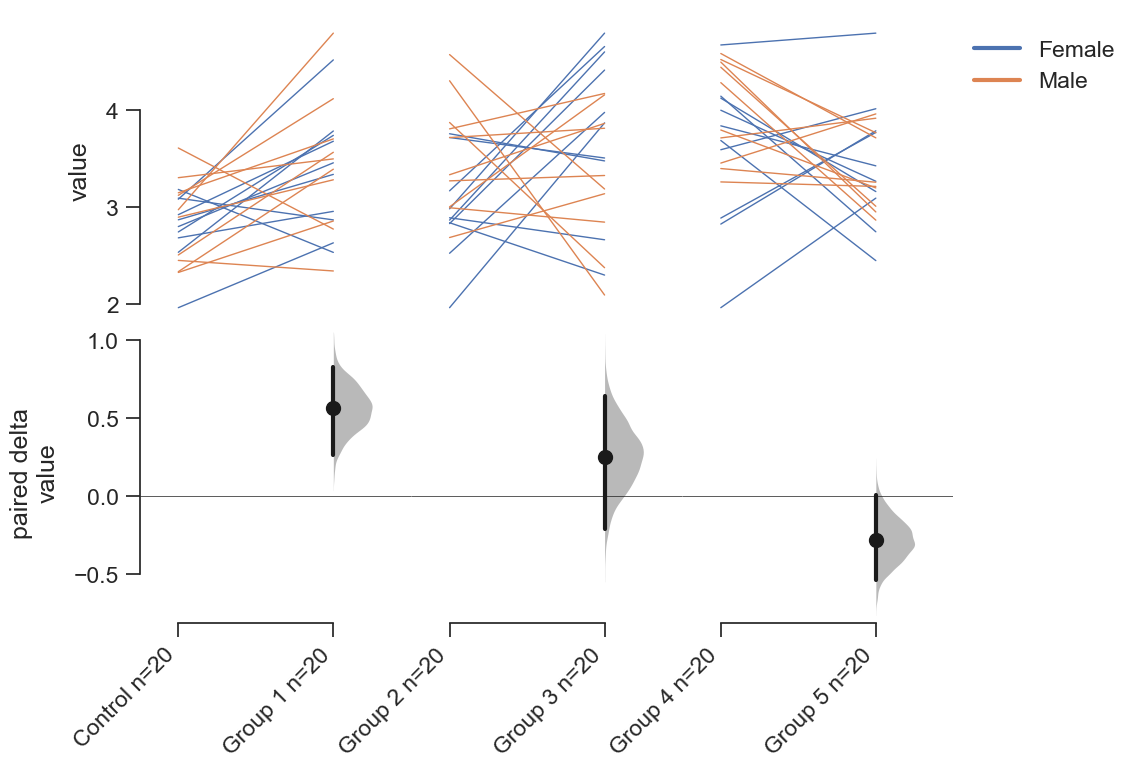 Female
Male
4
3
2
value
1.0
0.5
0.0
−0.5
paired delta
value
Control n=20
Group 1 n=20
Group 2 n=20
Group 3 n=20
Group 4 n=20
Group 5 n=20